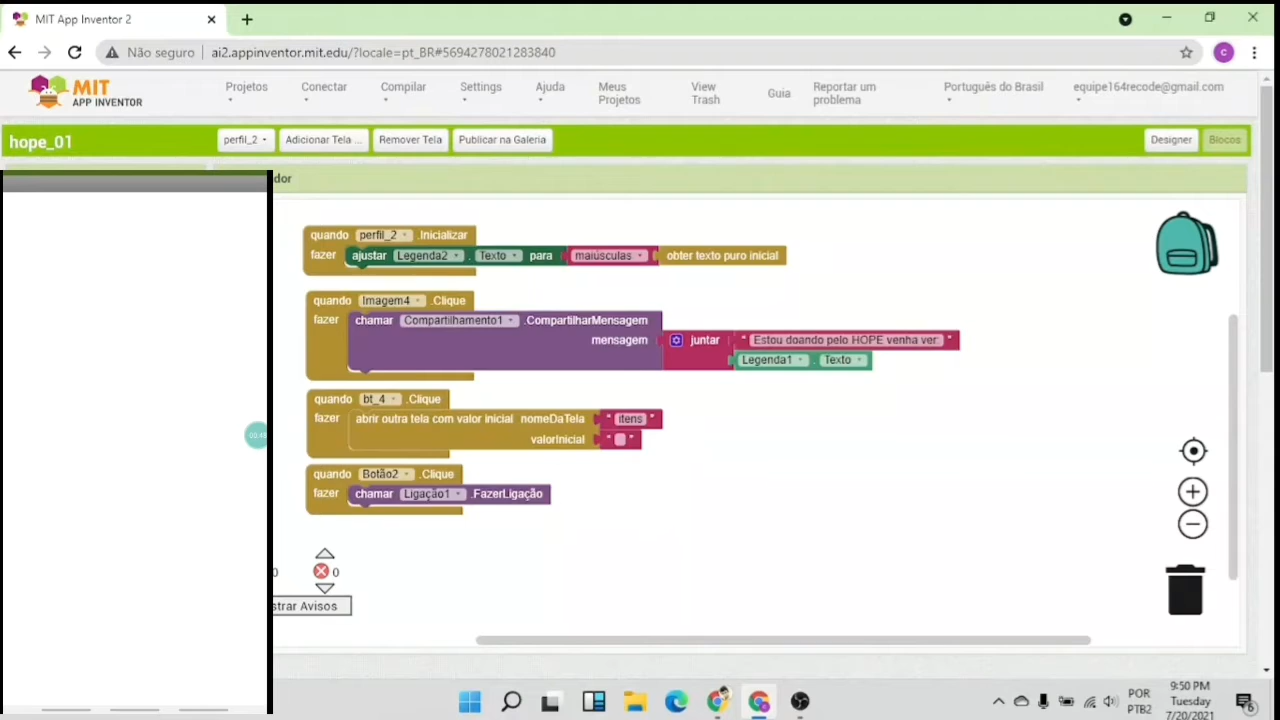 MIT App Inventor 2
Não seguro
ai2.appinventor.mit.edu/?locale=pt_BR#5694278021283840
C
MIT
APP INVENTOR
Projetos
Conectar
Compilar
Settings
Ajuda
Meus Projetos
View Trash
Guia
Reportar um problema
Português do Brasil
equipe164recode@gmail.com
hope_01
perfil_2
Adicionar Tela ...
Remover Tela
Publicar na Galeria
Designer
Blocos
dor
quando perfil_2 .Inicializar
fazer ajustar Legenda2 . Texto para maiúsculas obter texto puro inicial
quando Imagem4 .Clique
fazer chamar Compartilhamento1 .CompartilharMensagem
mensagem juntar " Estou doando pelo HOPE venha ver: "
Legenda1 . Texto
quando bt_4 .Clique
fazer abrir outra tela com valor inicial nomeDaTela " itens "
valorInicial " "
quando Botão2 .Clique
fazer chamar Ligação1 .FazerLigação
0 0
strar Avisos
POR
PTB2
9:50 PM
Tuesday
7/20/2021
6